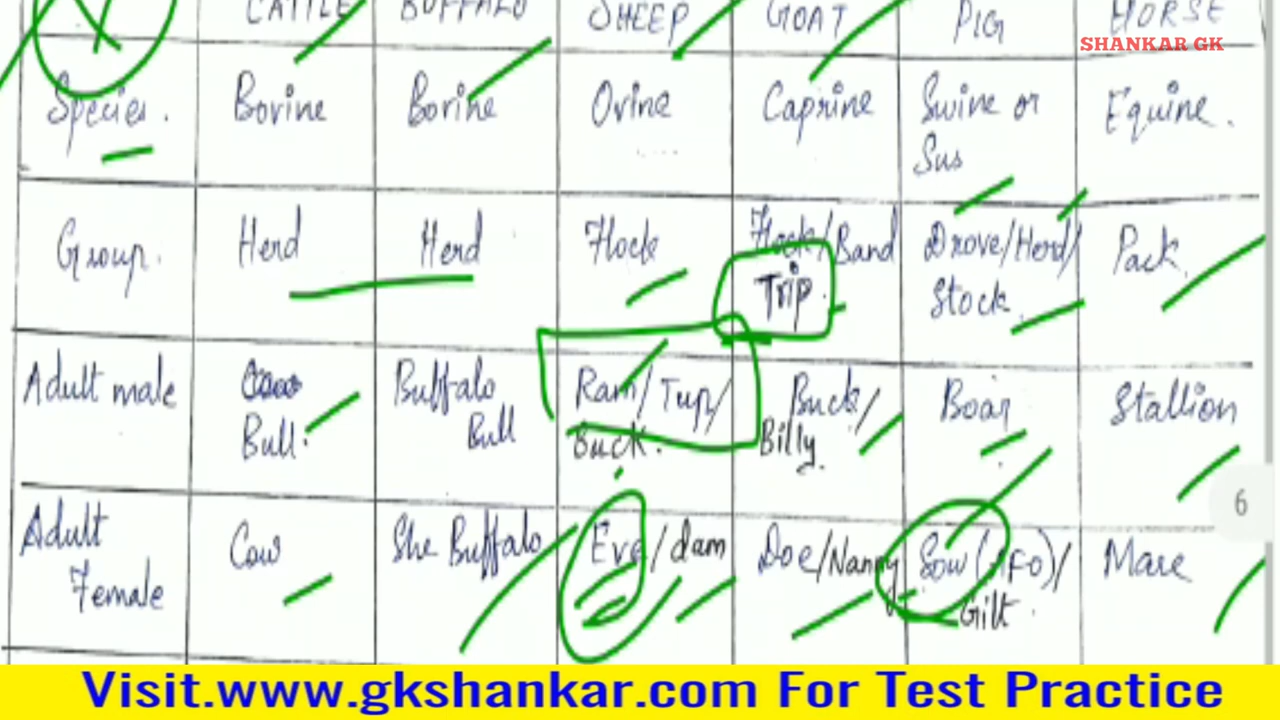 CATTLE BUFFALO SHEEP GOAT PIG HORSE
SHANKAR GK
Species. Bovine Bovine Ovine Caprine Swine or Sus Equine.
Group. Herd Herd Flock Flock/Band Trip. Drove/Herd/ Stock. Pack.
Adult male Bull. Buffalo Bull Ram/Tup/ Buck. Buck/ Billy. Boar Stallion
Adult Female Cow She Buffalo Eve/dam Doe/Nanny Sow (AFO)/ Gilt. Mare
6
Visit.www.gkshankar.com For Test Practice